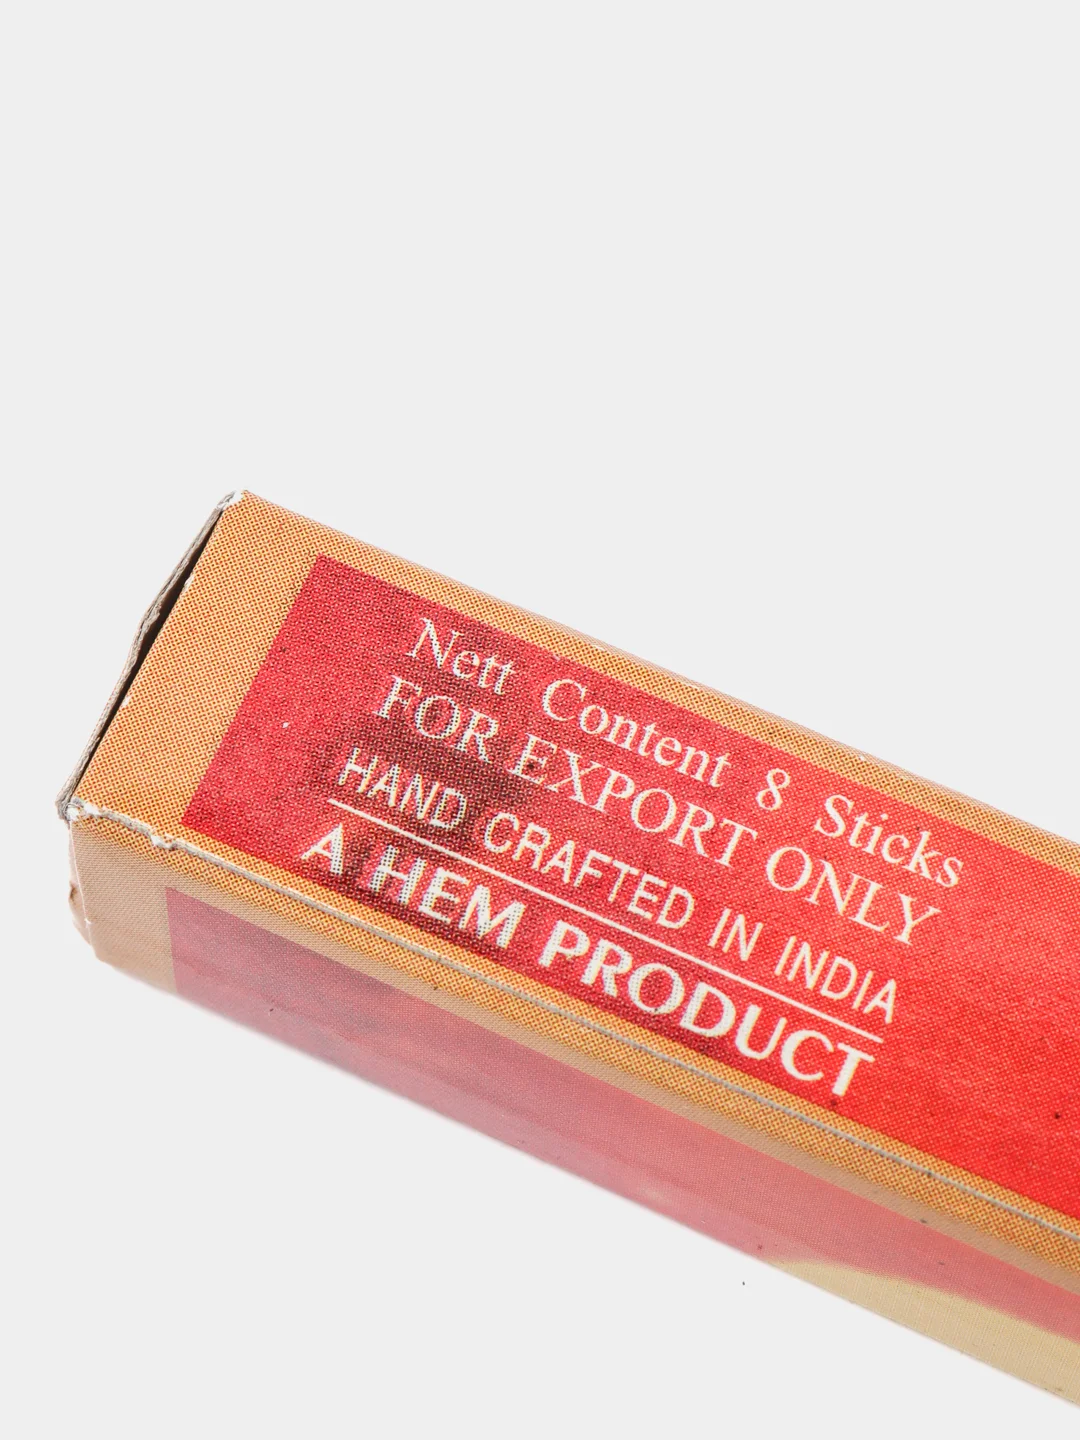 Nett Content 8 Sticks
FOR EXPORT ONLY
HAND CRAFTED IN INDIA
A HEM PRODUCT